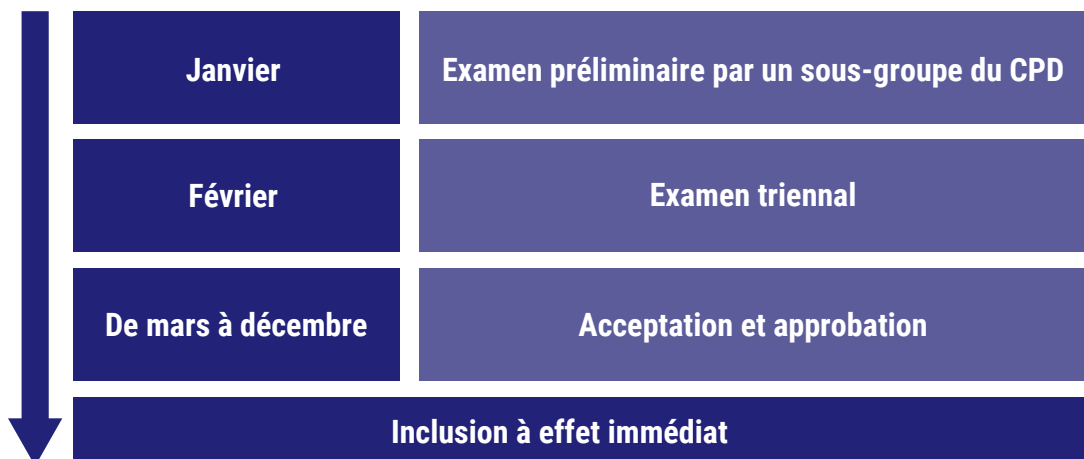 Janvier
Examen préliminaire par un sous-groupe du CPD
Février
Examen triennal
De mars à décembre
Acceptation et approbation
Inclusion à effet immédiat